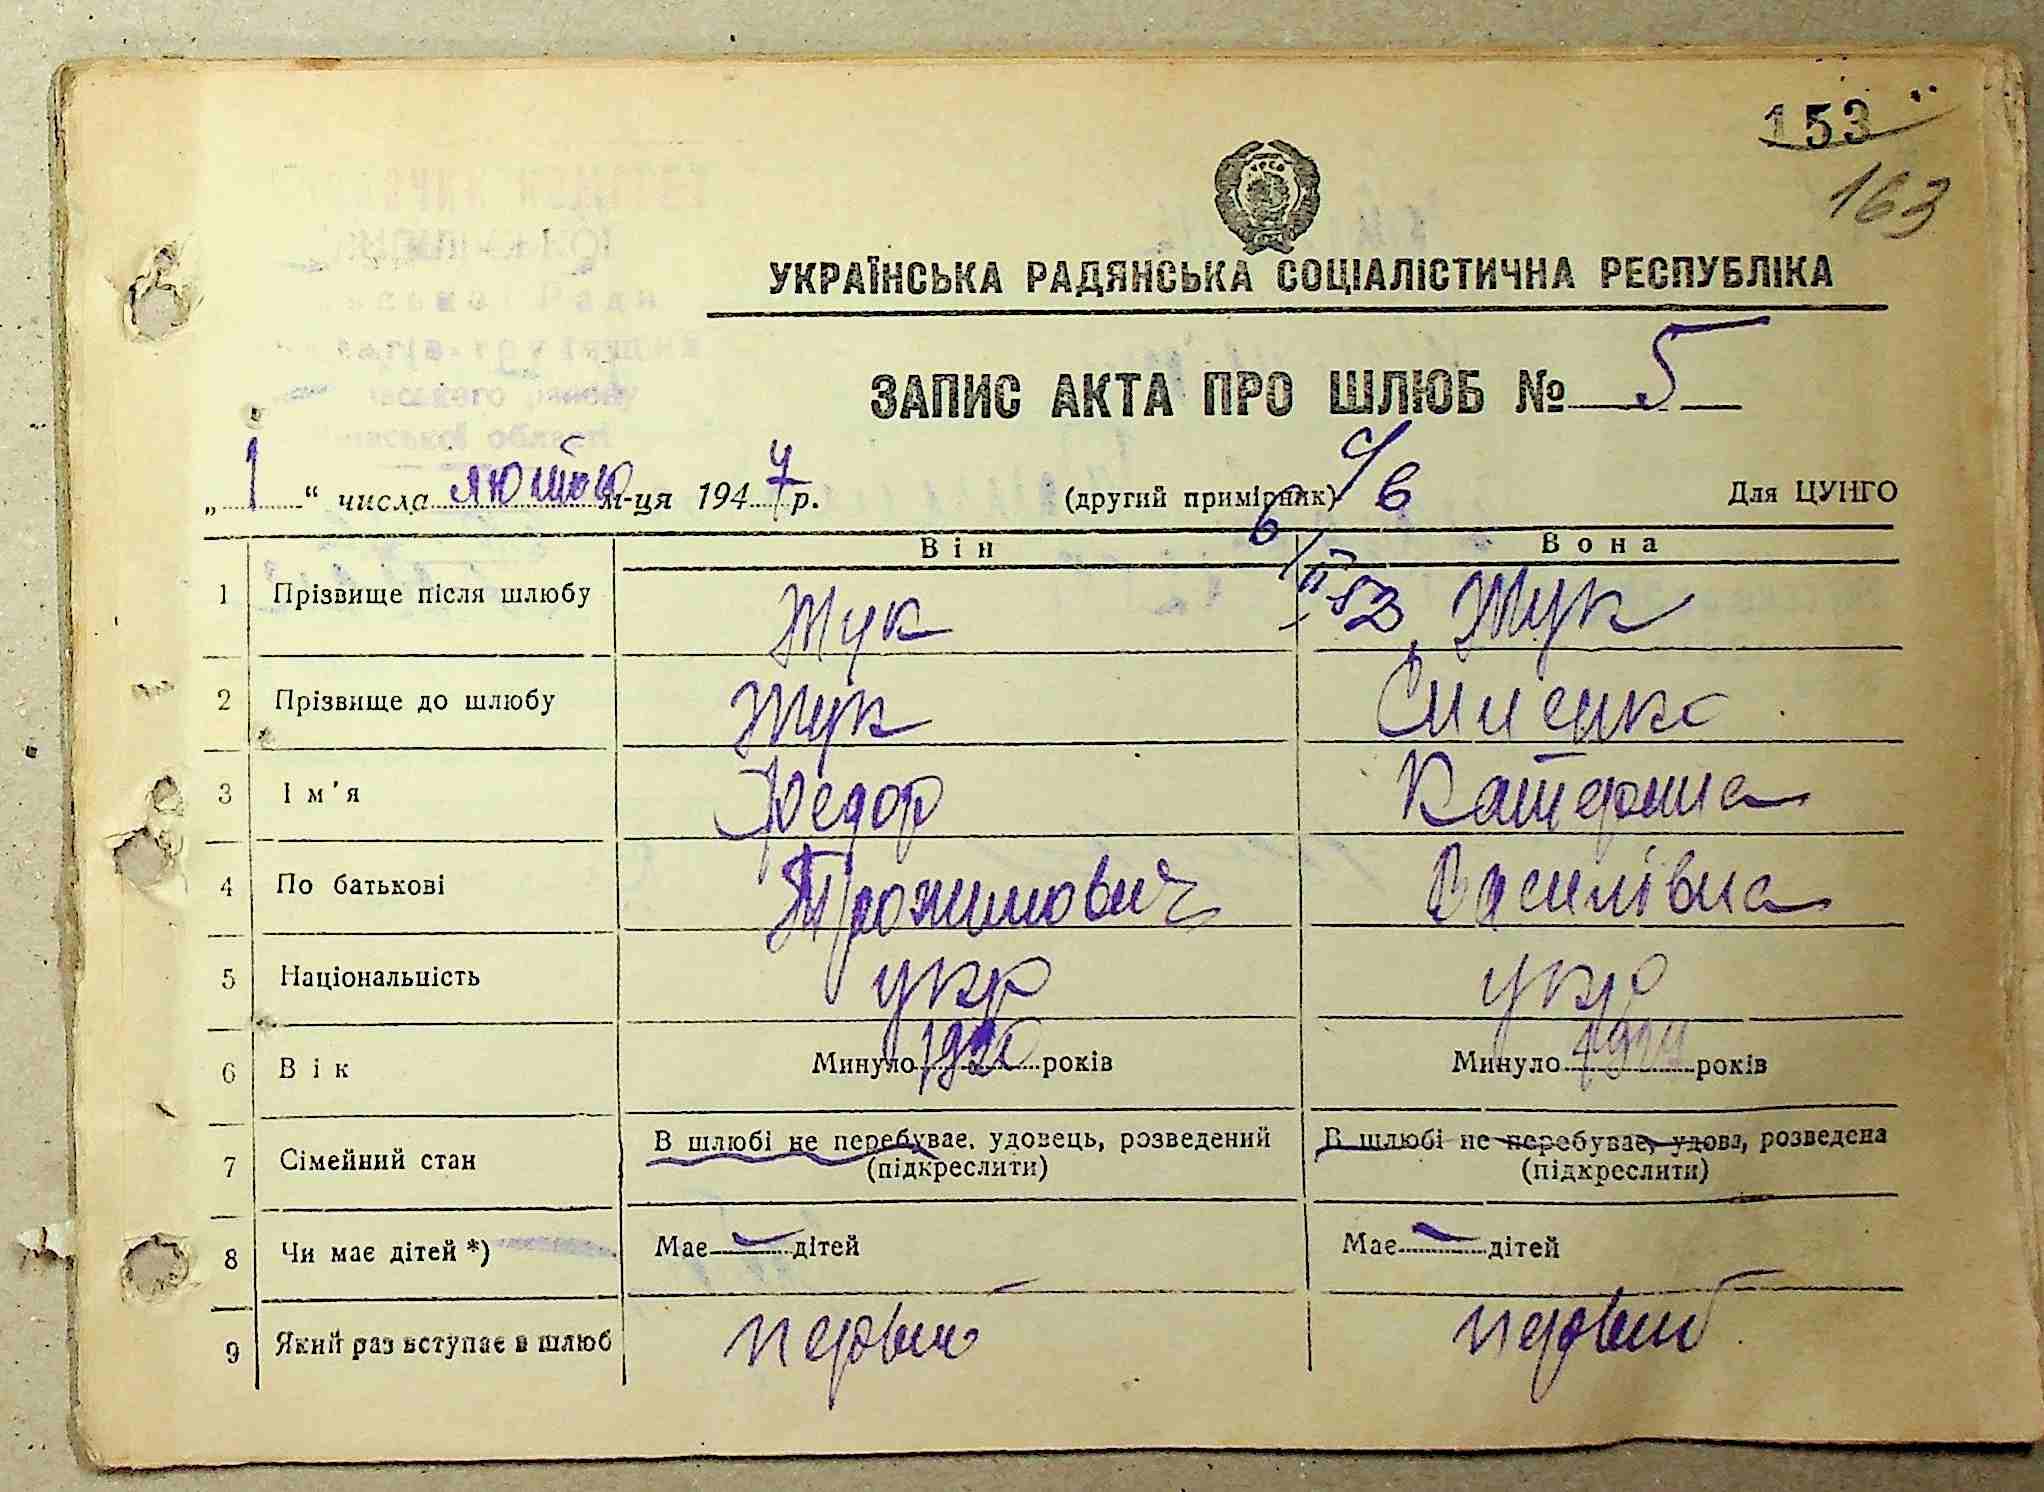 153
163
УКРАЇНСЬКА РАДЯНСЬКА СОЦІАЛІСТИЧНА РЕСПУБЛІКА
ЗАПИС АКТА ПРО ШЛЮБ № 5
„1“ числа лютого м-ця 1947 р. (другий примірник) Для ЦУНГО
Він Вона
1 Прізвище після шлюбу Жук Жук
2 Прізвище до шлюбу Жук
3 Ім'я Федор Катерина
4 По батькові Трохимович Василівна
5 Національність укр укр
6 Вік Минуло років Минуло років
7 Сімейний стан В шлюбі не перебуває, удовець, розведений В шлюбі не перебуває, удова, розведена
(підкреслити) (підкреслити)
8 Чи має дітей *) Має — дітей Має — дітей
9 Який раз вступає в шлюб первий первий